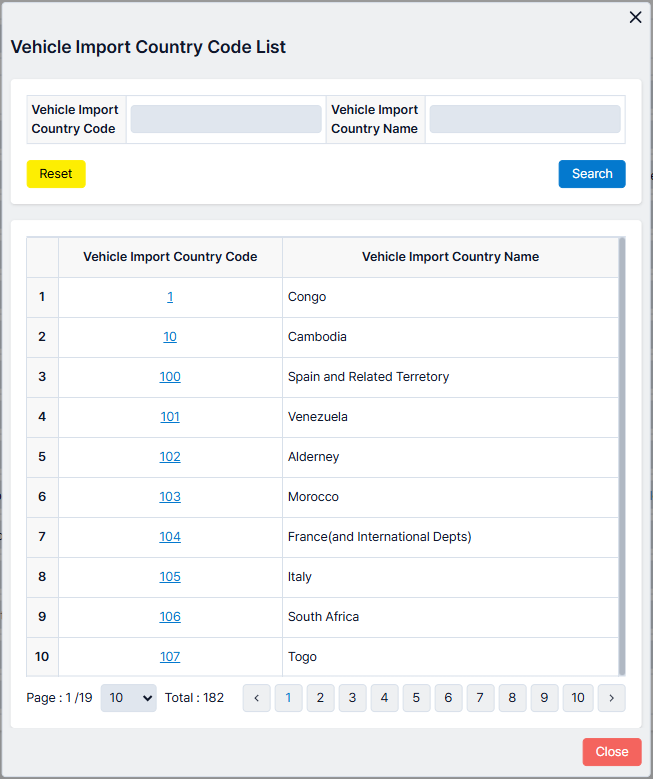 Vehicle Import Country Code List
Vehicle Import Country Code
Vehicle Import Country Name
Reset
Search
Vehicle Import Country Code Vehicle Import Country Name
1 1 Congo
2 10 Cambodia
3 100 Spain and Related Terretory
4 101 Venezuela
5 102 Alderney
6 103 Morocco
7 104 France(and International Depts)
8 105 Italy
9 106 South Africa
10 107 Togo
Page : 1 /19 10 Total : 182 < 1 2 3 4 5 6 7 8 9 10 >
Close